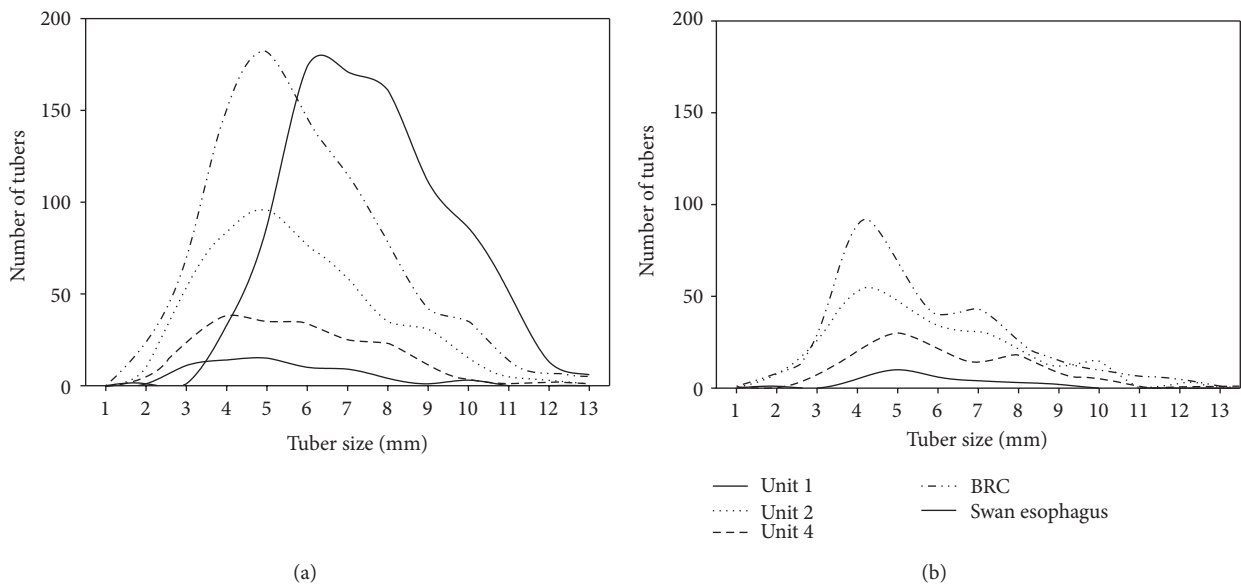 200
150
100
50
0
Number of tubers
1 2 3 4 5 6 7 8 9 10 11 12 13
Tuber size (mm)
(a)
200
150
100
50
0
Number of tubers
1 2 3 4 5 6 7 8 9 10 11 12 13
Tuber size (mm)
Unit 1
Unit 2
Unit 4
BRC
Swan esophagus
(b)